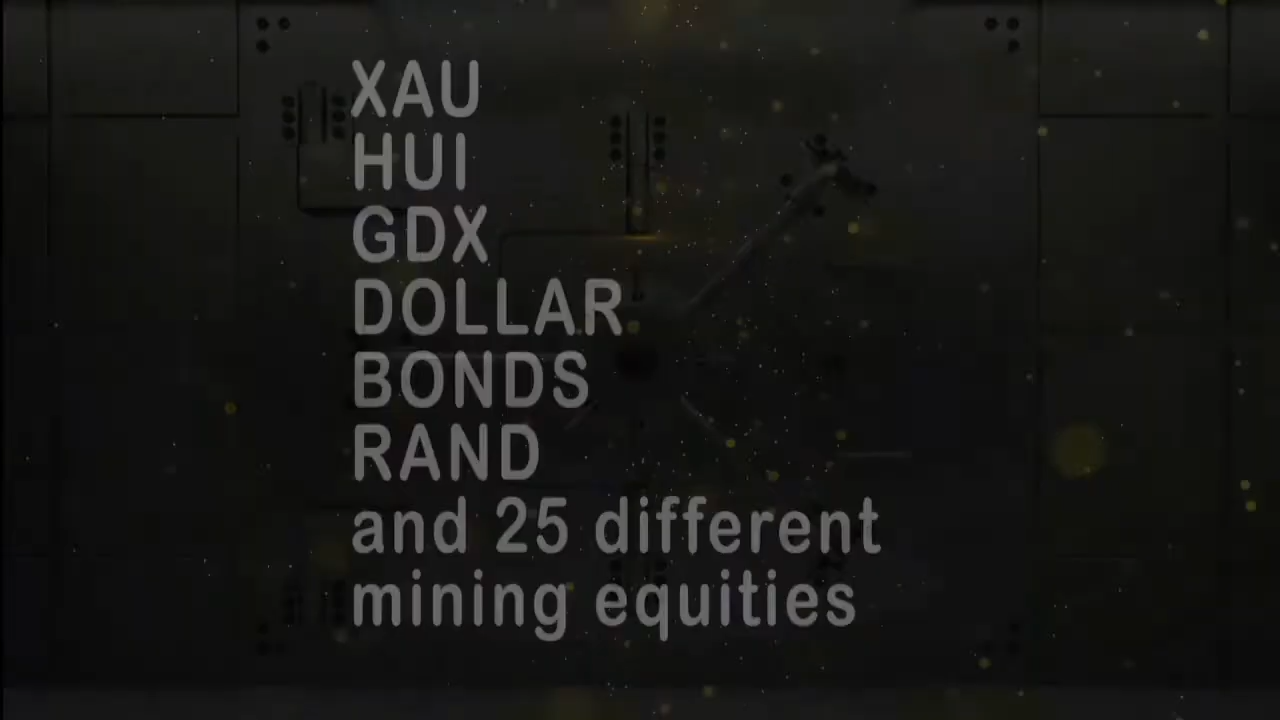 XAU
HUI
GDX
DOLLAR
BONDS
RAND
and 25 different
mining equities